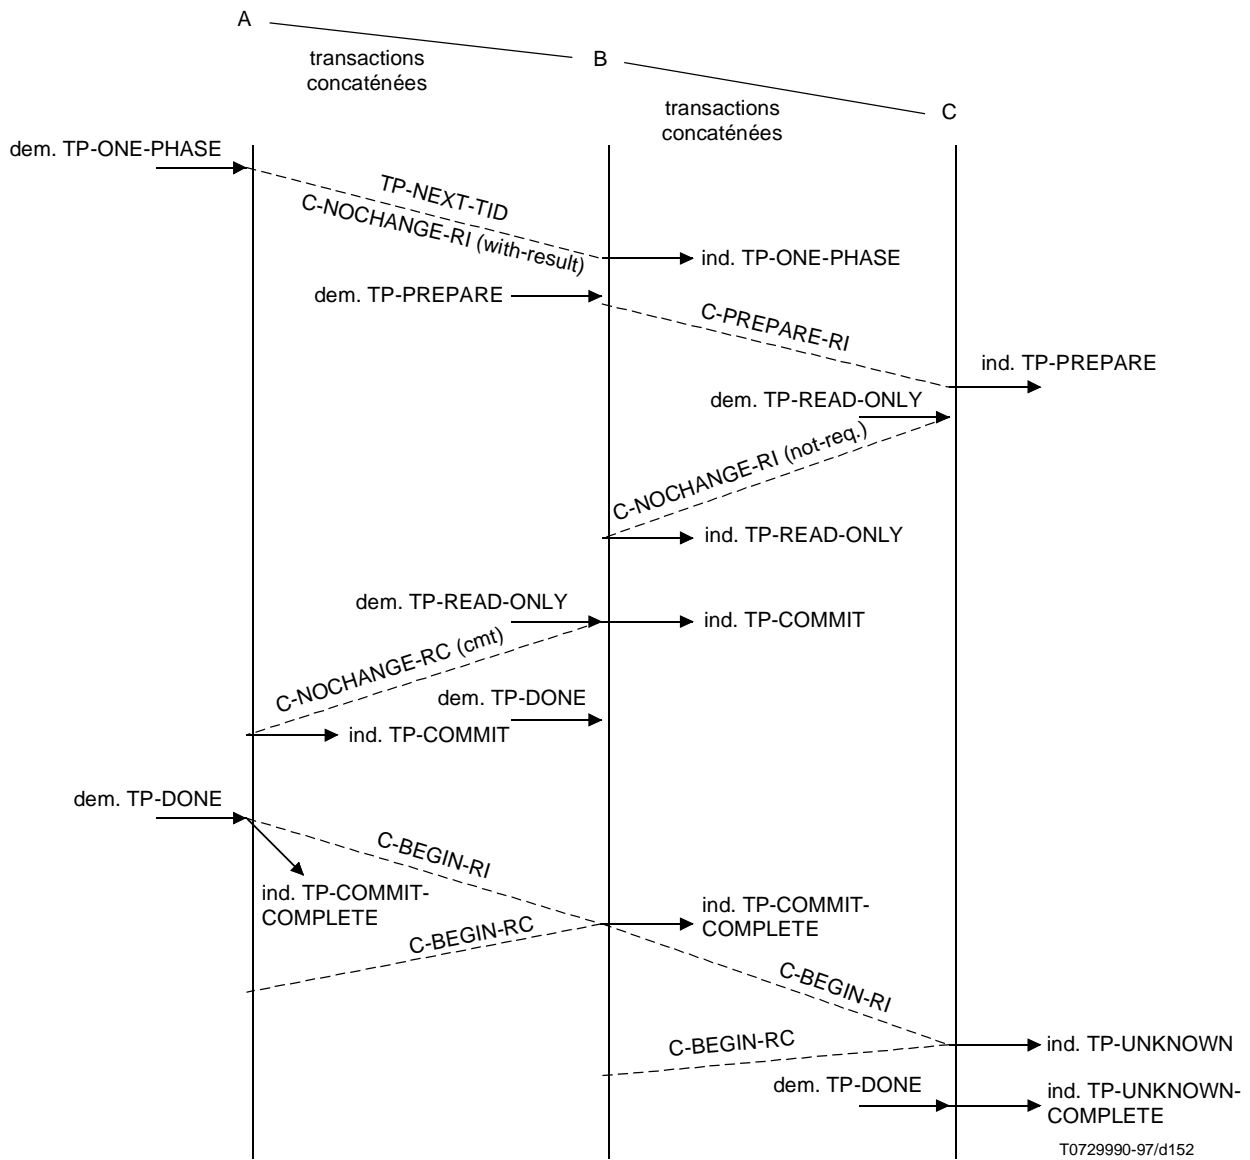 A
transactions
concaténées
B
transactions
concaténées
C
dem. TP-ONE-PHASE
TP-NEXT-TID
C-NOCHANGE-RI (with-result)
ind. TP-ONE-PHASE
dem. TP-PREPARE
C-PREPARE-RI
ind. TP-PREPARE
dem. TP-READ-ONLY
C-NOCHANGE-RI (not-req.)
ind. TP-READ-ONLY
dem. TP-READ-ONLY
ind. TP-COMMIT
C-NOCHANGE-RC (cmt)
dem. TP-DONE
ind. TP-COMMIT
dem. TP-DONE
C-BEGIN-RI
ind. TP-COMMIT-
COMPLETE
ind. TP-COMMIT-
COMPLETE
C-BEGIN-RC
C-BEGIN-RI
C-BEGIN-RC
ind. TP-UNKNOWN
dem. TP-DONE
ind. TP-UNKNOWN-
COMPLETE
T0729990-97/d152